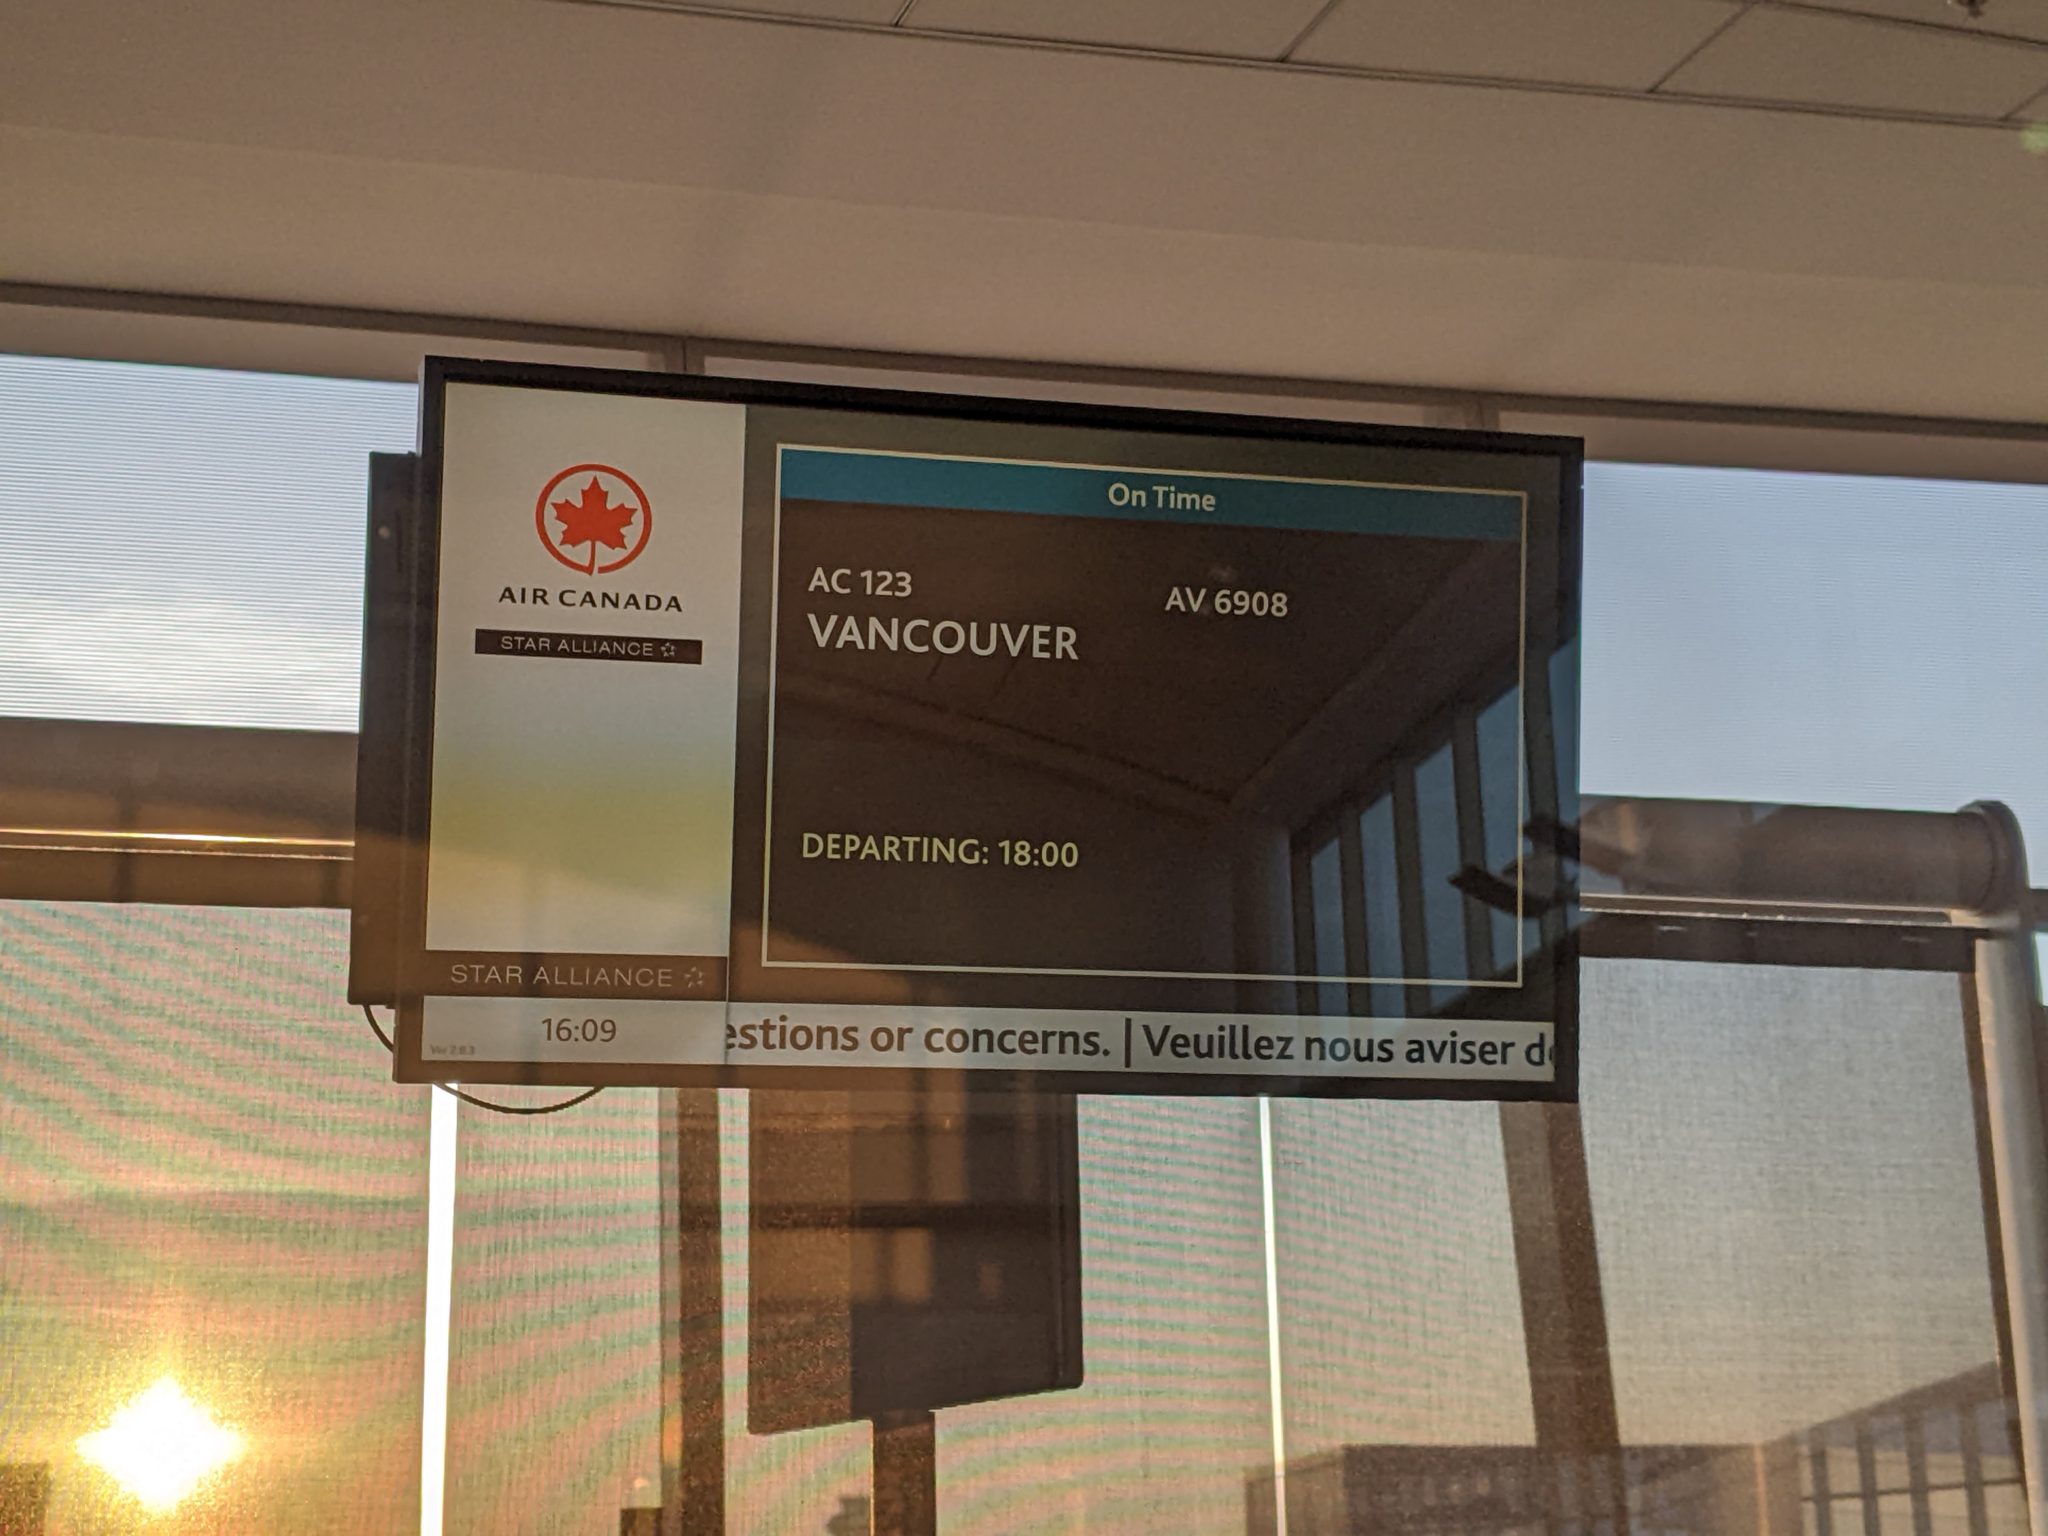 On Time
AIR CANADA
STAR ALLIANCE
AC 123
AV 6908
VANCOUVER
DEPARTING: 18:00
STAR ALLIANCE
16:09
estions or concerns. | Veuillez nous aviser d